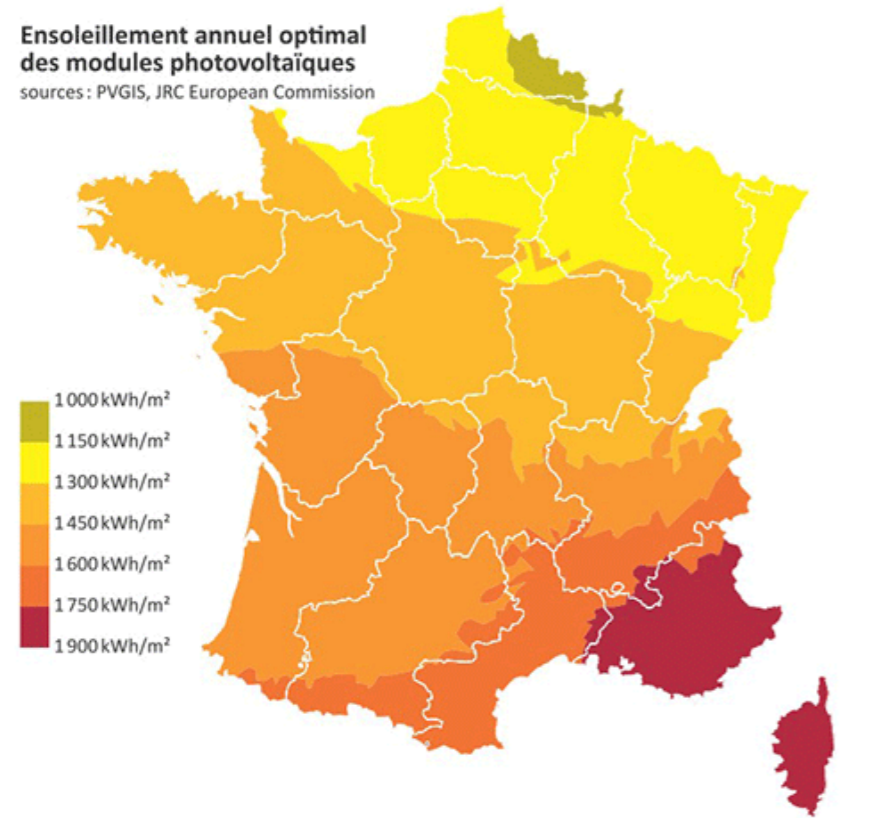 Ensoleillement annuel optimal
des modules photovoltaïques
sources : PVGIS, JRC European Commission
1 000 kWh/m²
1 150 kWh/m²
1 300 kWh/m²
1 450 kWh/m²
1 600 kWh/m²
1 750 kWh/m²
1 900 kWh/m²